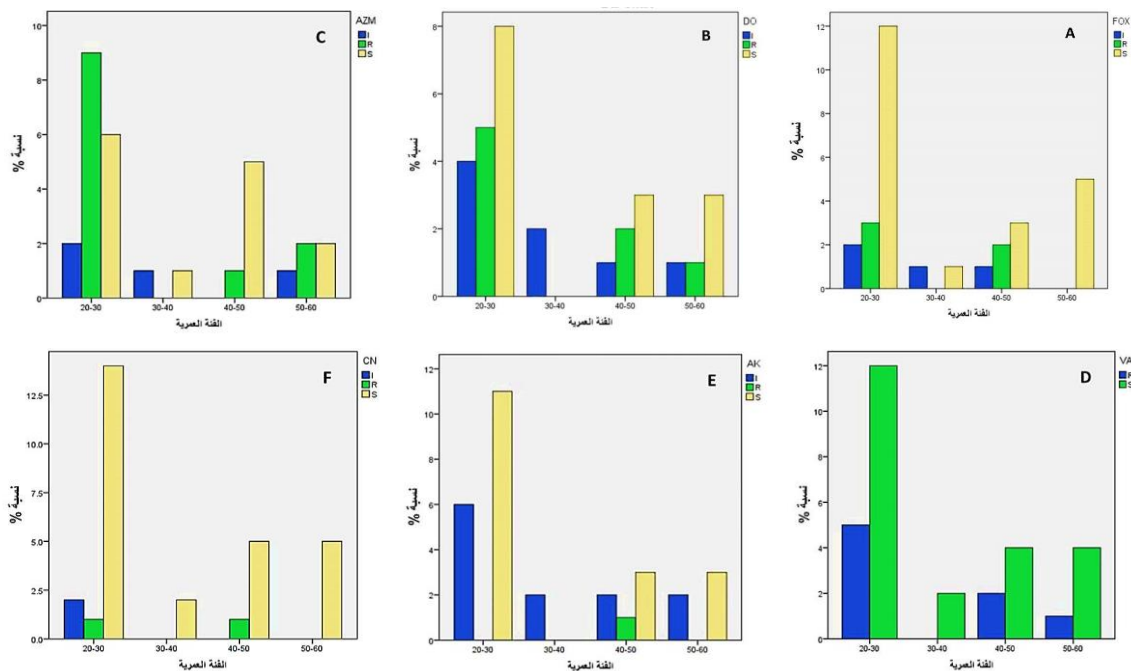 AZM
I
R
S
C
10
8
6
4
2
0
نسبة %
20-30
30-40
40-50
50-60
الفئة العمرية
DO
I
R
S
B
8
6
4
2
0
نسبة %
20-30
30-40
40-50
50-60
الفئة العمرية
FOX
I
R
S
A
12
10
8
6
4
2
0
نسبة %
20-30
30-40
40-50
50-60
الفئة العمرية
CN
I
R
S
F
12.5
10.0
7.5
5.0
2.5
0.0
نسبة %
20-30
30-40
40-50
50-60
الفئة العمرية
AK
I
R
S
E
12
10
8
6
4
2
0
نسبة %
20-30
30-40
40-50
50-60
الفئة العمرية
VA
R
S
D
12
10
8
6
4
2
0
نسبة %
20-30
30-40
40-50
50-60
الفئة العمرية